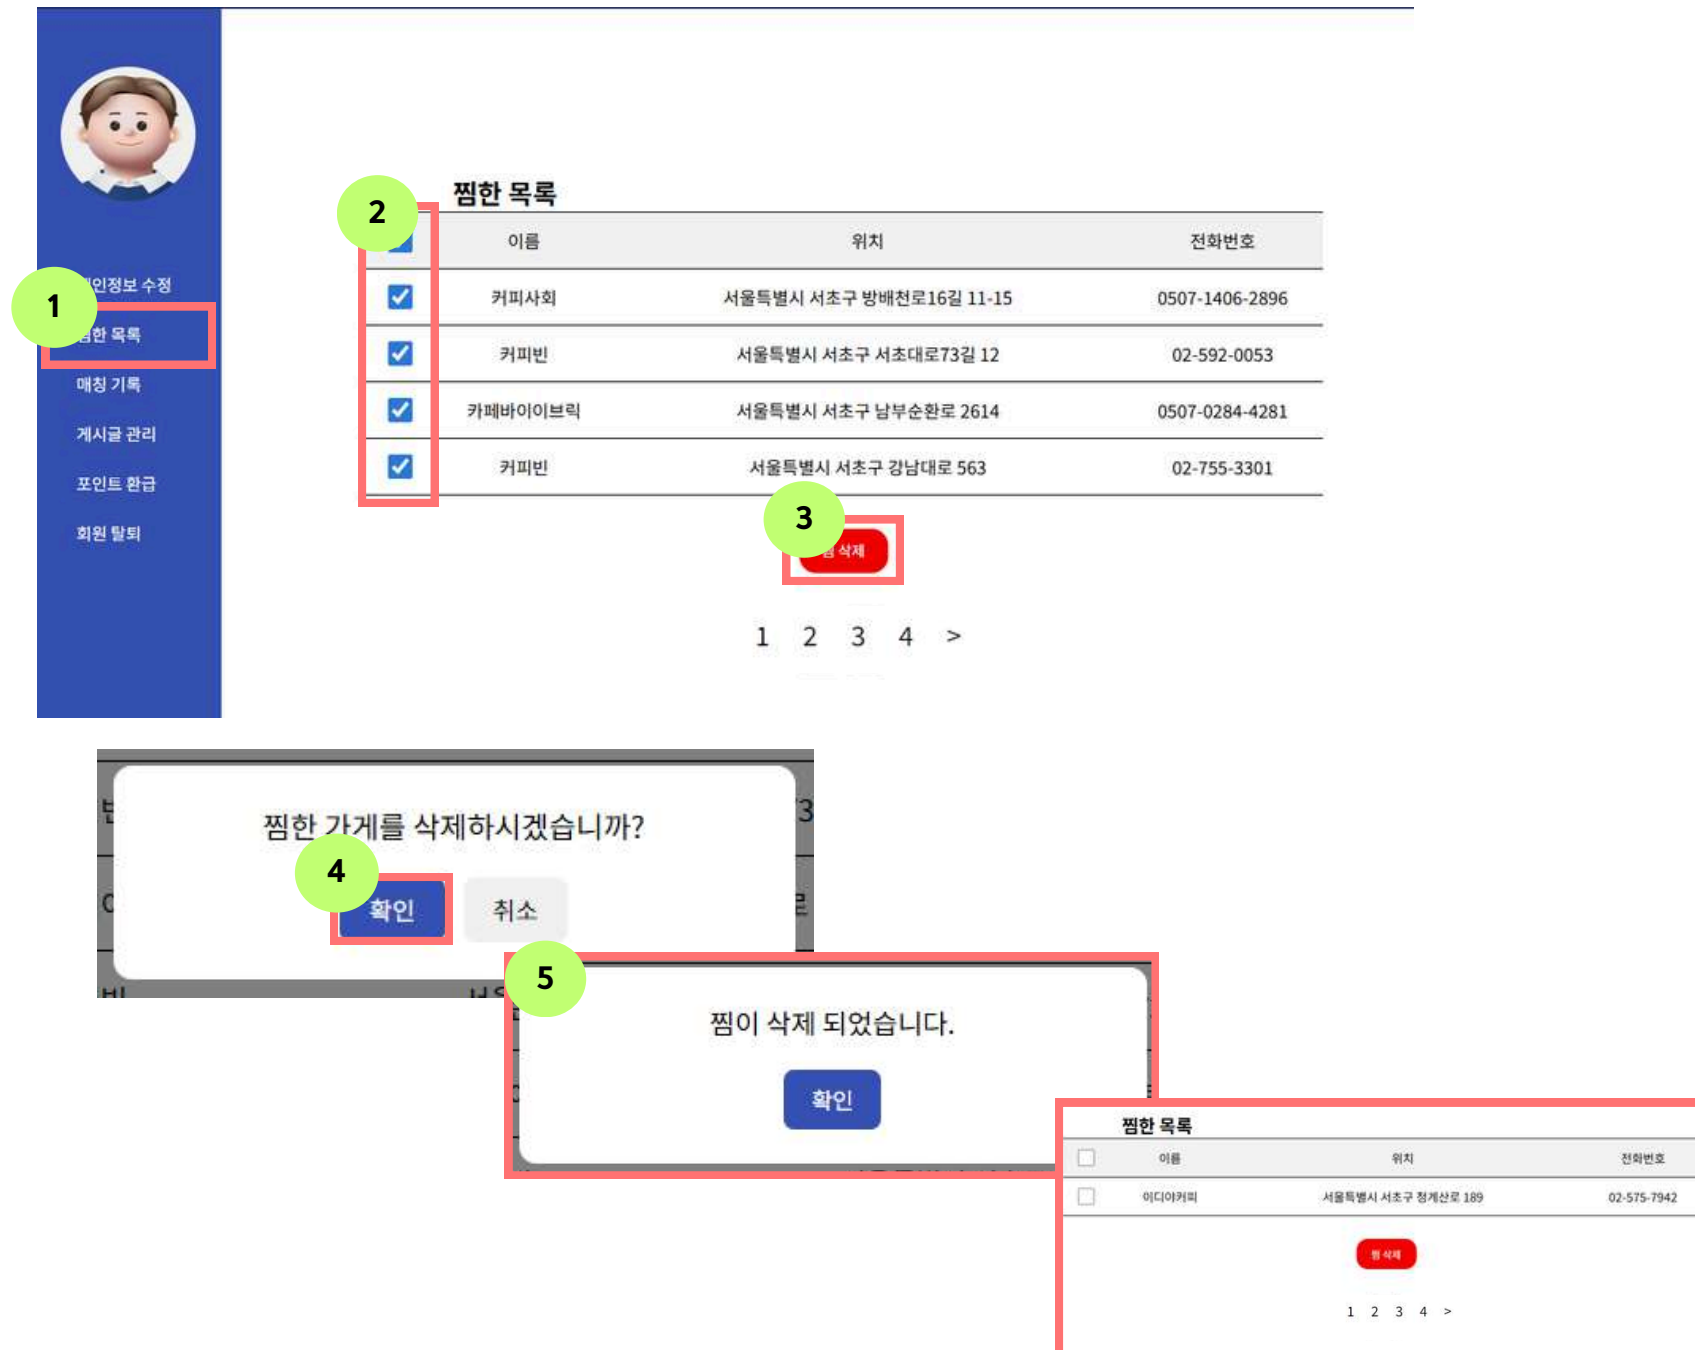 찜한 목록
2
이름 위치 전화번호
인정보 수정
1
한 목록
매칭 기록
게시글 관리
포인트 환급
회원 탈퇴
커피사회 서울특별시 서초구 방배천로16길 11-15 0507-1406-2896
커피빈 서울특별시 서초구 서초대로73길 12 02-592-0053
카페바이이브릭 서울특별시 서초구 남부순환로 2614 0507-0284-4281
커피빈 서울특별시 서초구 강남대로 563 02-755-3301
3
삭제
1 2 3 4 >
찜한 가게를 삭제하시겠습니까?
4
확인 취소
5
찜이 삭제 되었습니다.
확인
찜한 목록
이름 위치 전화번호
이디야커피 서울특별시 서초구 청계산로 189 02-575-7942
찜 삭제
1 2 3 4 >